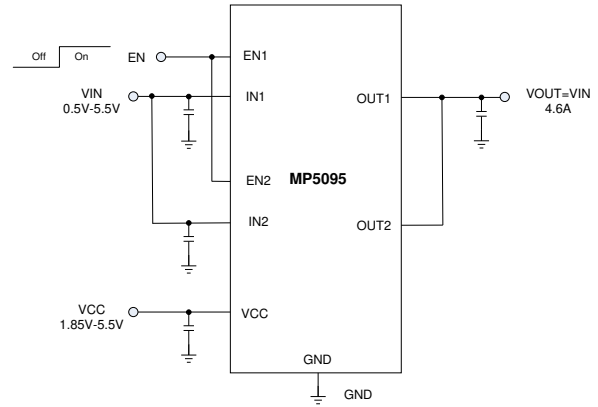 Off On EN EN1
VIN
0.5V-5.5V
IN1
OUT1
VOUT=VIN
4.6A
EN2
MP5095
IN2
OUT2
VCC
1.85V-5.5V
VCC
GND
GND